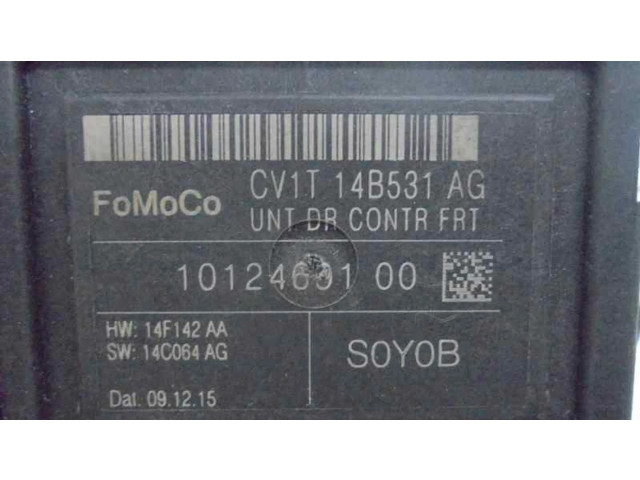 FoMoCo
CV1T 14B531 AG
UNT DR CONTR FRT
10124691 00
HW: 14F142 AA
SW: 14C064 AG
S0Y0B
Dat. 09.12.15